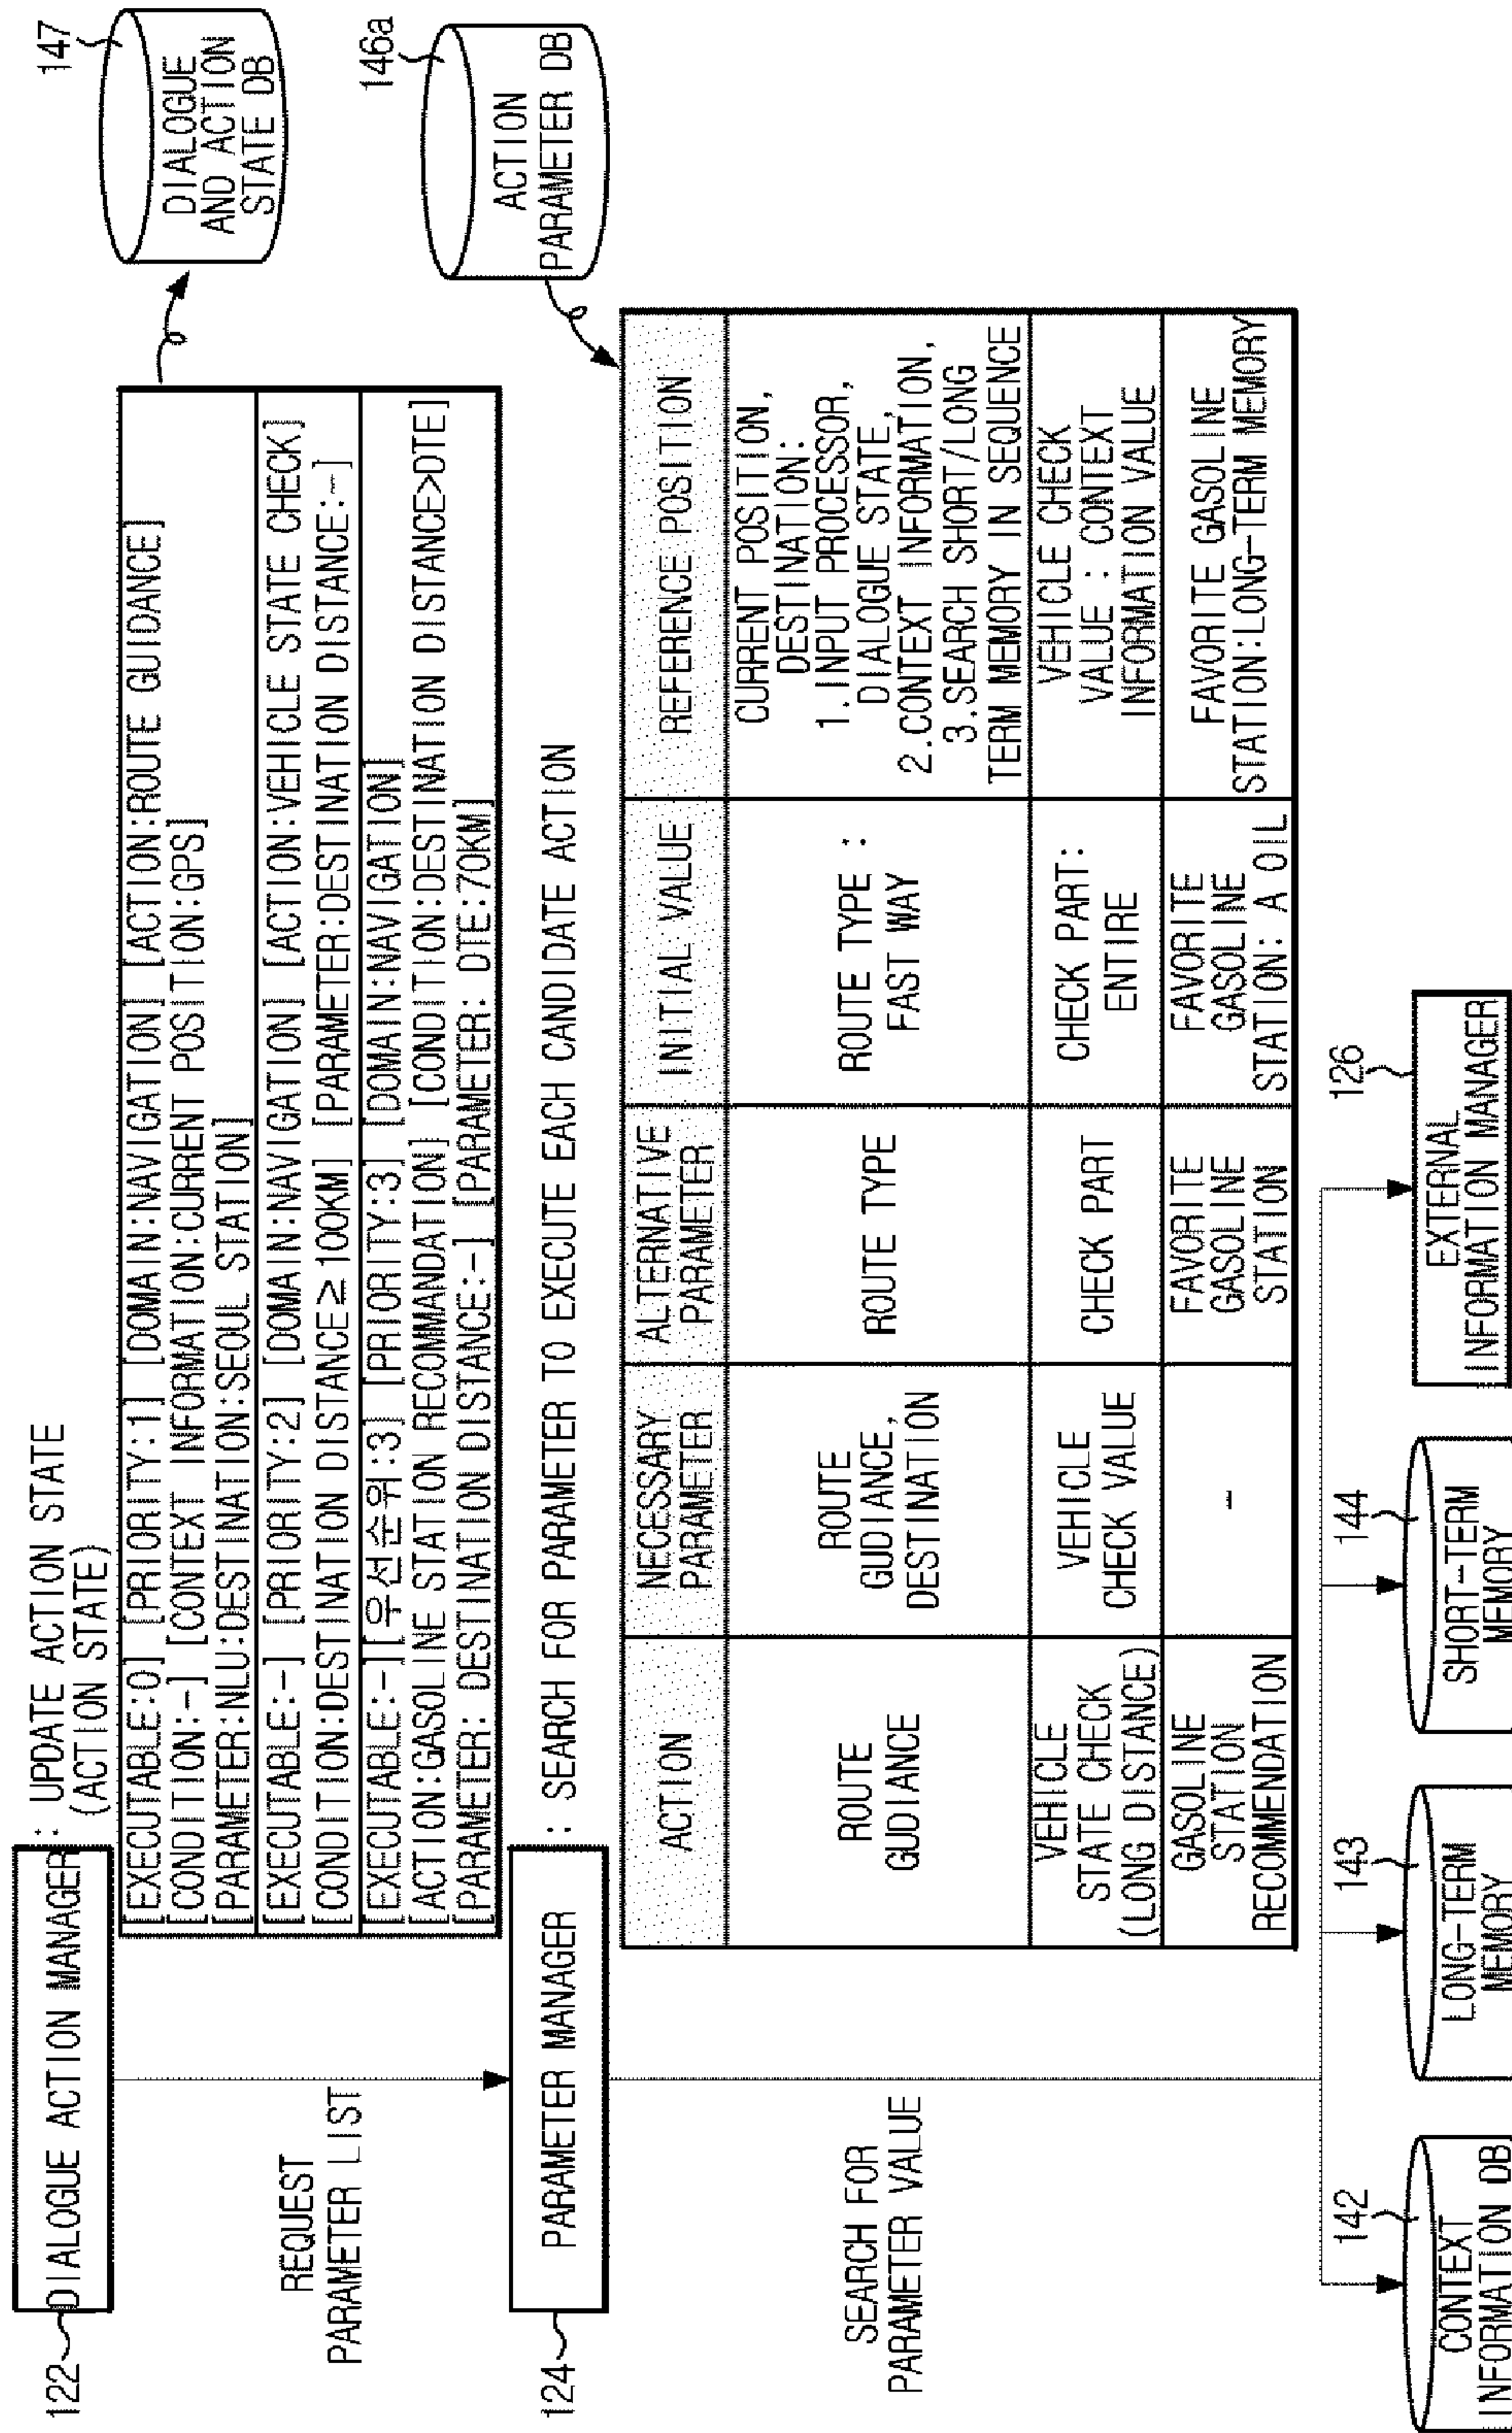 122
DIALOGUE ACTION MANAGER
: UPDATE ACTION STATE
(ACTION STATE)
147
DIALOGUE
AND ACTION
STATE DB
[EXECUTABLE:O] [PRIORITY:1] [DOMAIN:NAVIGATION] [ACTION:ROUTE GUIDANCE]
[CONDITION:-] [CONTEXT INFORMATION:CURRENT POSITION:GPS]
[PARAMETER:NLU:DESTINATION:SEOUL STATION]
[EXECUTABLE:-] [PRIORITY:2] [DOMAIN:NAVIGATION] [ACTION:VEHICLE STATE CHECK]
[CONDITION:DESTINATION DISTANCE≥100KM] [PARAMETER:DESTINATION DISTANCE:-]
[EXECUTABLE:-][우선순위:3] [PRIORITY:3] [DOMAIN:NAVIGATION]
[ACTION:GASOLINE STATION RECOMMANDATION] [CONDITION:DESTINATION DISTANCE>DTE]
[PARAMETER: DESTINATION DISTANCE:-] [PARAMETER: DTE:70KM]
REQUEST
PARAMETER LIST
146a
ACTION
PARAMETER DB
124
PARAMETER MANAGER
: SEARCH FOR PARAMETER TO EXECUTE EACH CANDIDATE ACTION
ACTION
NECESSARY
PARAMETER
ALTERNATIVE
PARAMETER
INITIAL VALUE
REFERENCE POSITION
ROUTE
GUDIANCE
ROUTE
GUDIANCE,
DESTINATION
ROUTE TYPE
ROUTE TYPE :
FAST WAY
CURRENT POSITION,
DESTINATION:
1.INPUT PROCESSOR,
DIALOGUE STATE,
2.CONTEXT INFORMATION,
3.SEARCH SHORT/LONG
TERM MEMORY IN SEQUENCE
VEHICLE
STATE CHECK
(LONG DISTANCE)
VEHICLE
CHECK VALUE
CHECK PART
CHECK PART:
ENTIRE
VEHICLE CHECK
VALUE : CONTEXT
INFORMATION VALUE
GASOLINE
STATION
RECOMMENDATION
-
FAVORITE
GASOLINE
STATION
FAVORITE
GASOLINE
STATION: A OIL
FAVORITE GASOLINE
STATION:LONG-TERM MEMORY
SEARCH FOR
PARAMETER VALUE
142
CONTEXT
INFORMATION DB
143
LONG-TERM
MEMORY
144
SHORT-TERM
MEMORY
126
EXTERNAL
INFORMATION MANAGER